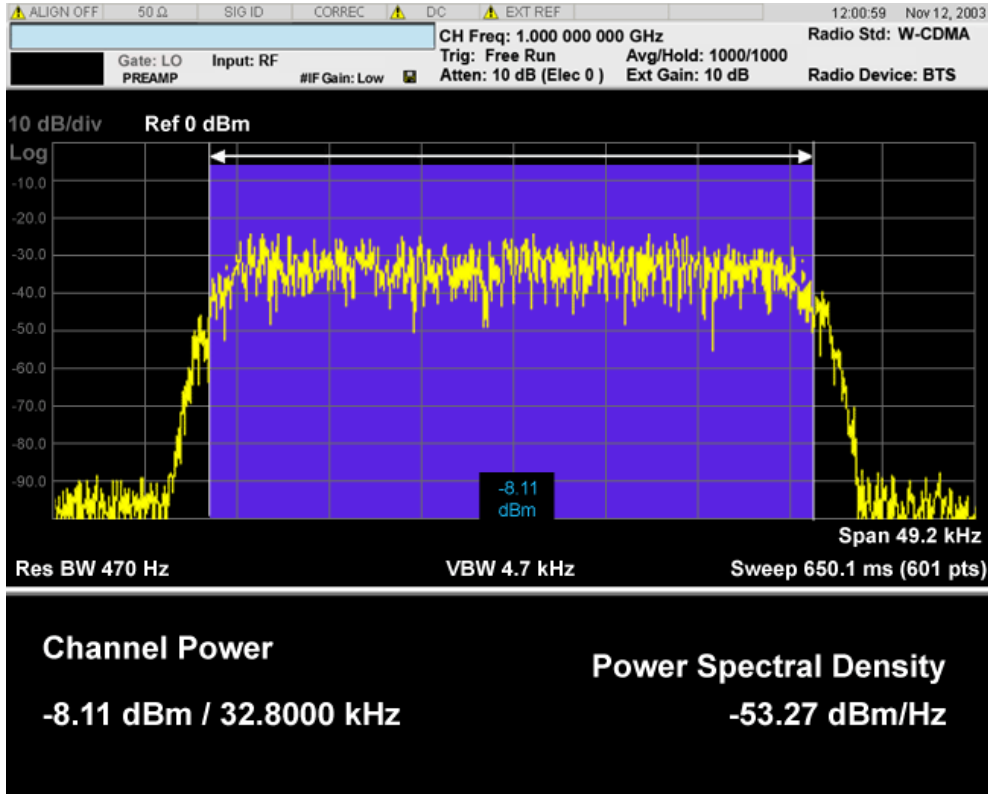 ALIGN OFF 50 Ω SIG ID CORREC DC EXT REF 12:00:59 Nov 12, 2003
CH Freq: 1.000 000 000 GHz Radio Std: W-CDMA
Gate: LO Input: RF Trig: Free Run Avg/Hold: 1000/1000
PREAMP #IF Gain: Low Atten: 10 dB (Elec 0 ) Ext Gain: 10 dB Radio Device: BTS
10 dB/div Ref 0 dBm
Log
-10.0
-20.0
-30.0
-40.0
-50.0
-60.0
-70.0
-80.0
-90.0
-8.11
dBm
Span 49.2 kHz
Res BW 470 Hz VBW 4.7 kHz Sweep 650.1 ms (601 pts)
Channel Power
Power Spectral Density
-8.11 dBm / 32.8000 kHz
-53.27 dBm/Hz